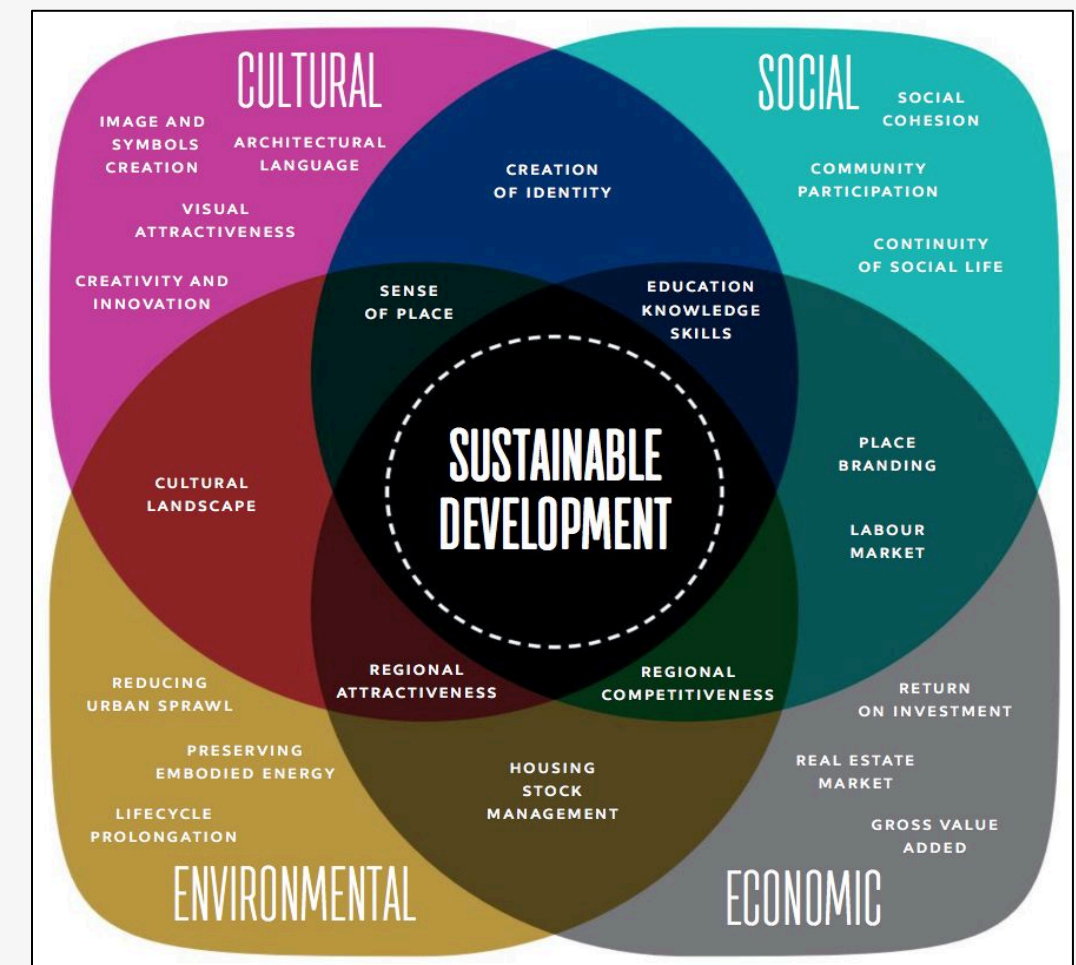 CULTURAL
IMAGE AND
SYMBOLS
CREATION
ARCHITECTURAL
LANGUAGE
VISUAL
ATTRACTIVENESS
CREATIVITY AND
INNOVATION
CREATION
OF IDENTITY
SOCIAL
SOCIAL
COHESION
COMMUNITY
PARTICIPATION
CONTINUITY
OF SOCIAL LIFE
SENSE
OF PLACE
EDUCATION
KNOWLEDGE
SKILLS
CULTURAL
LANDSCAPE
SUSTAINABLE
DEVELOPMENT
PLACE
BRANDING
LABOUR
MARKET
REGIONAL
ATTRACTIVENESS
REGIONAL
COMPETITIVENESS
REDUCING
URBAN SPRAWL
PRESERVING
EMBODIED ENERGY
LIFECYCLE
PROLONGATION
ENVIRONMENTAL
HOUSING
STOCK
MANAGEMENT
RETURN
ON INVESTMENT
REAL ESTATE
MARKET
GROSS VALUE
ADDED
ECONOMIC